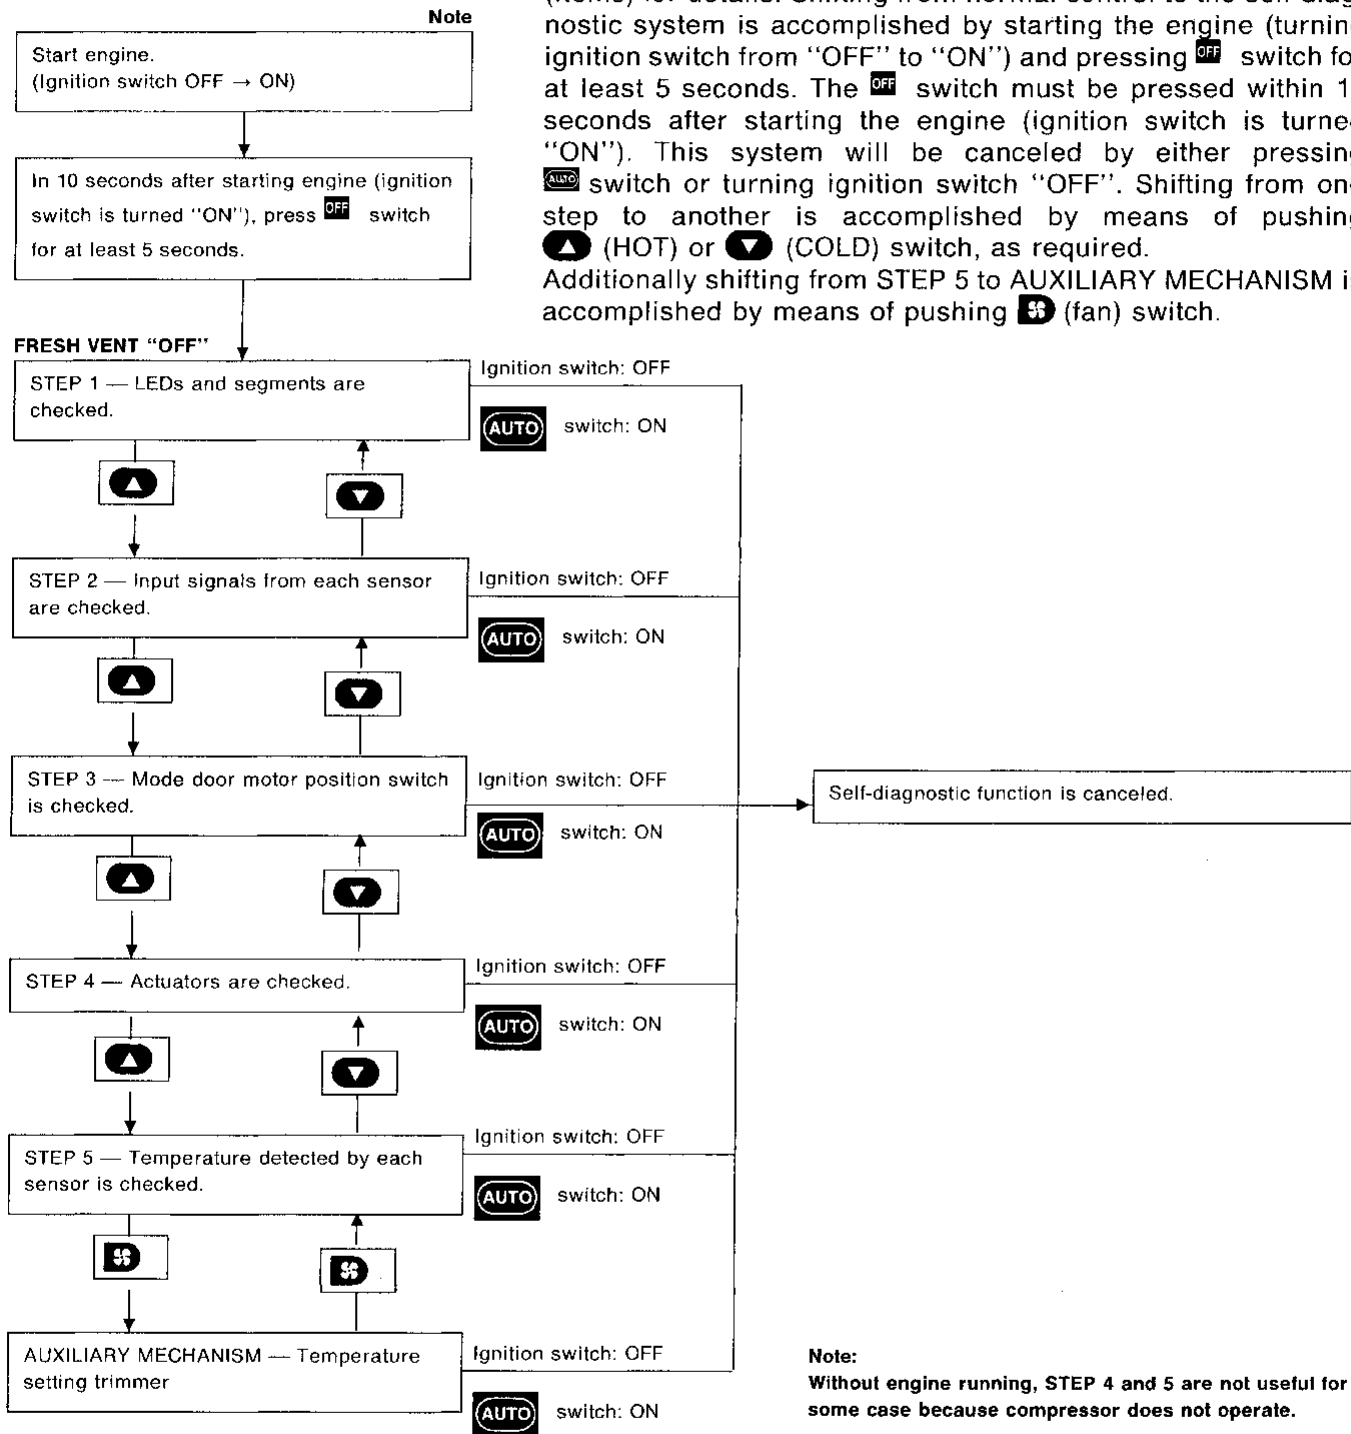 Note
Start engine.
(Ignition switch OFF → ON)
In 10 seconds after starting engine (ignition
switch is turned "ON"), press OFF switch
for at least 5 seconds.
nostic system is accomplished by starting the engine (turning
ignition switch from "OFF" to "ON") and pressing OFF switch fo
at least 5 seconds. The OFF switch must be pressed within 1
seconds after starting the engine (ignition switch is turned
"ON"). This system will be canceled by either pressing
AUTO switch or turning ignition switch "OFF". Shifting from one
step to another is accomplished by means of pushing
(HOT) or (COLD) switch, as required.
Additionally shifting from STEP 5 to AUXILIARY MECHANISM i
accomplished by means of pushing (fan) switch.
FRESH VENT "OFF"
STEP 1 — LEDs and segments are
checked.
Ignition switch: OFF
AUTO switch: ON
STEP 2 — Input signals from each sensor
are checked.
Ignition switch: OFF
AUTO switch: ON
STEP 3 — Mode door motor position switch
is checked.
Ignition switch: OFF
AUTO switch: ON
Self-diagnostic function is canceled.
STEP 4 — Actuators are checked.
Ignition switch: OFF
AUTO switch: ON
STEP 5 — Temperature detected by each
sensor is checked.
Ignition switch: OFF
AUTO switch: ON
AUXILIARY MECHANISM — Temperature
setting trimmer
Ignition switch: OFF
AUTO switch: ON
Note:
Without engine running, STEP 4 and 5 are not useful for
some case because compressor does not operate.